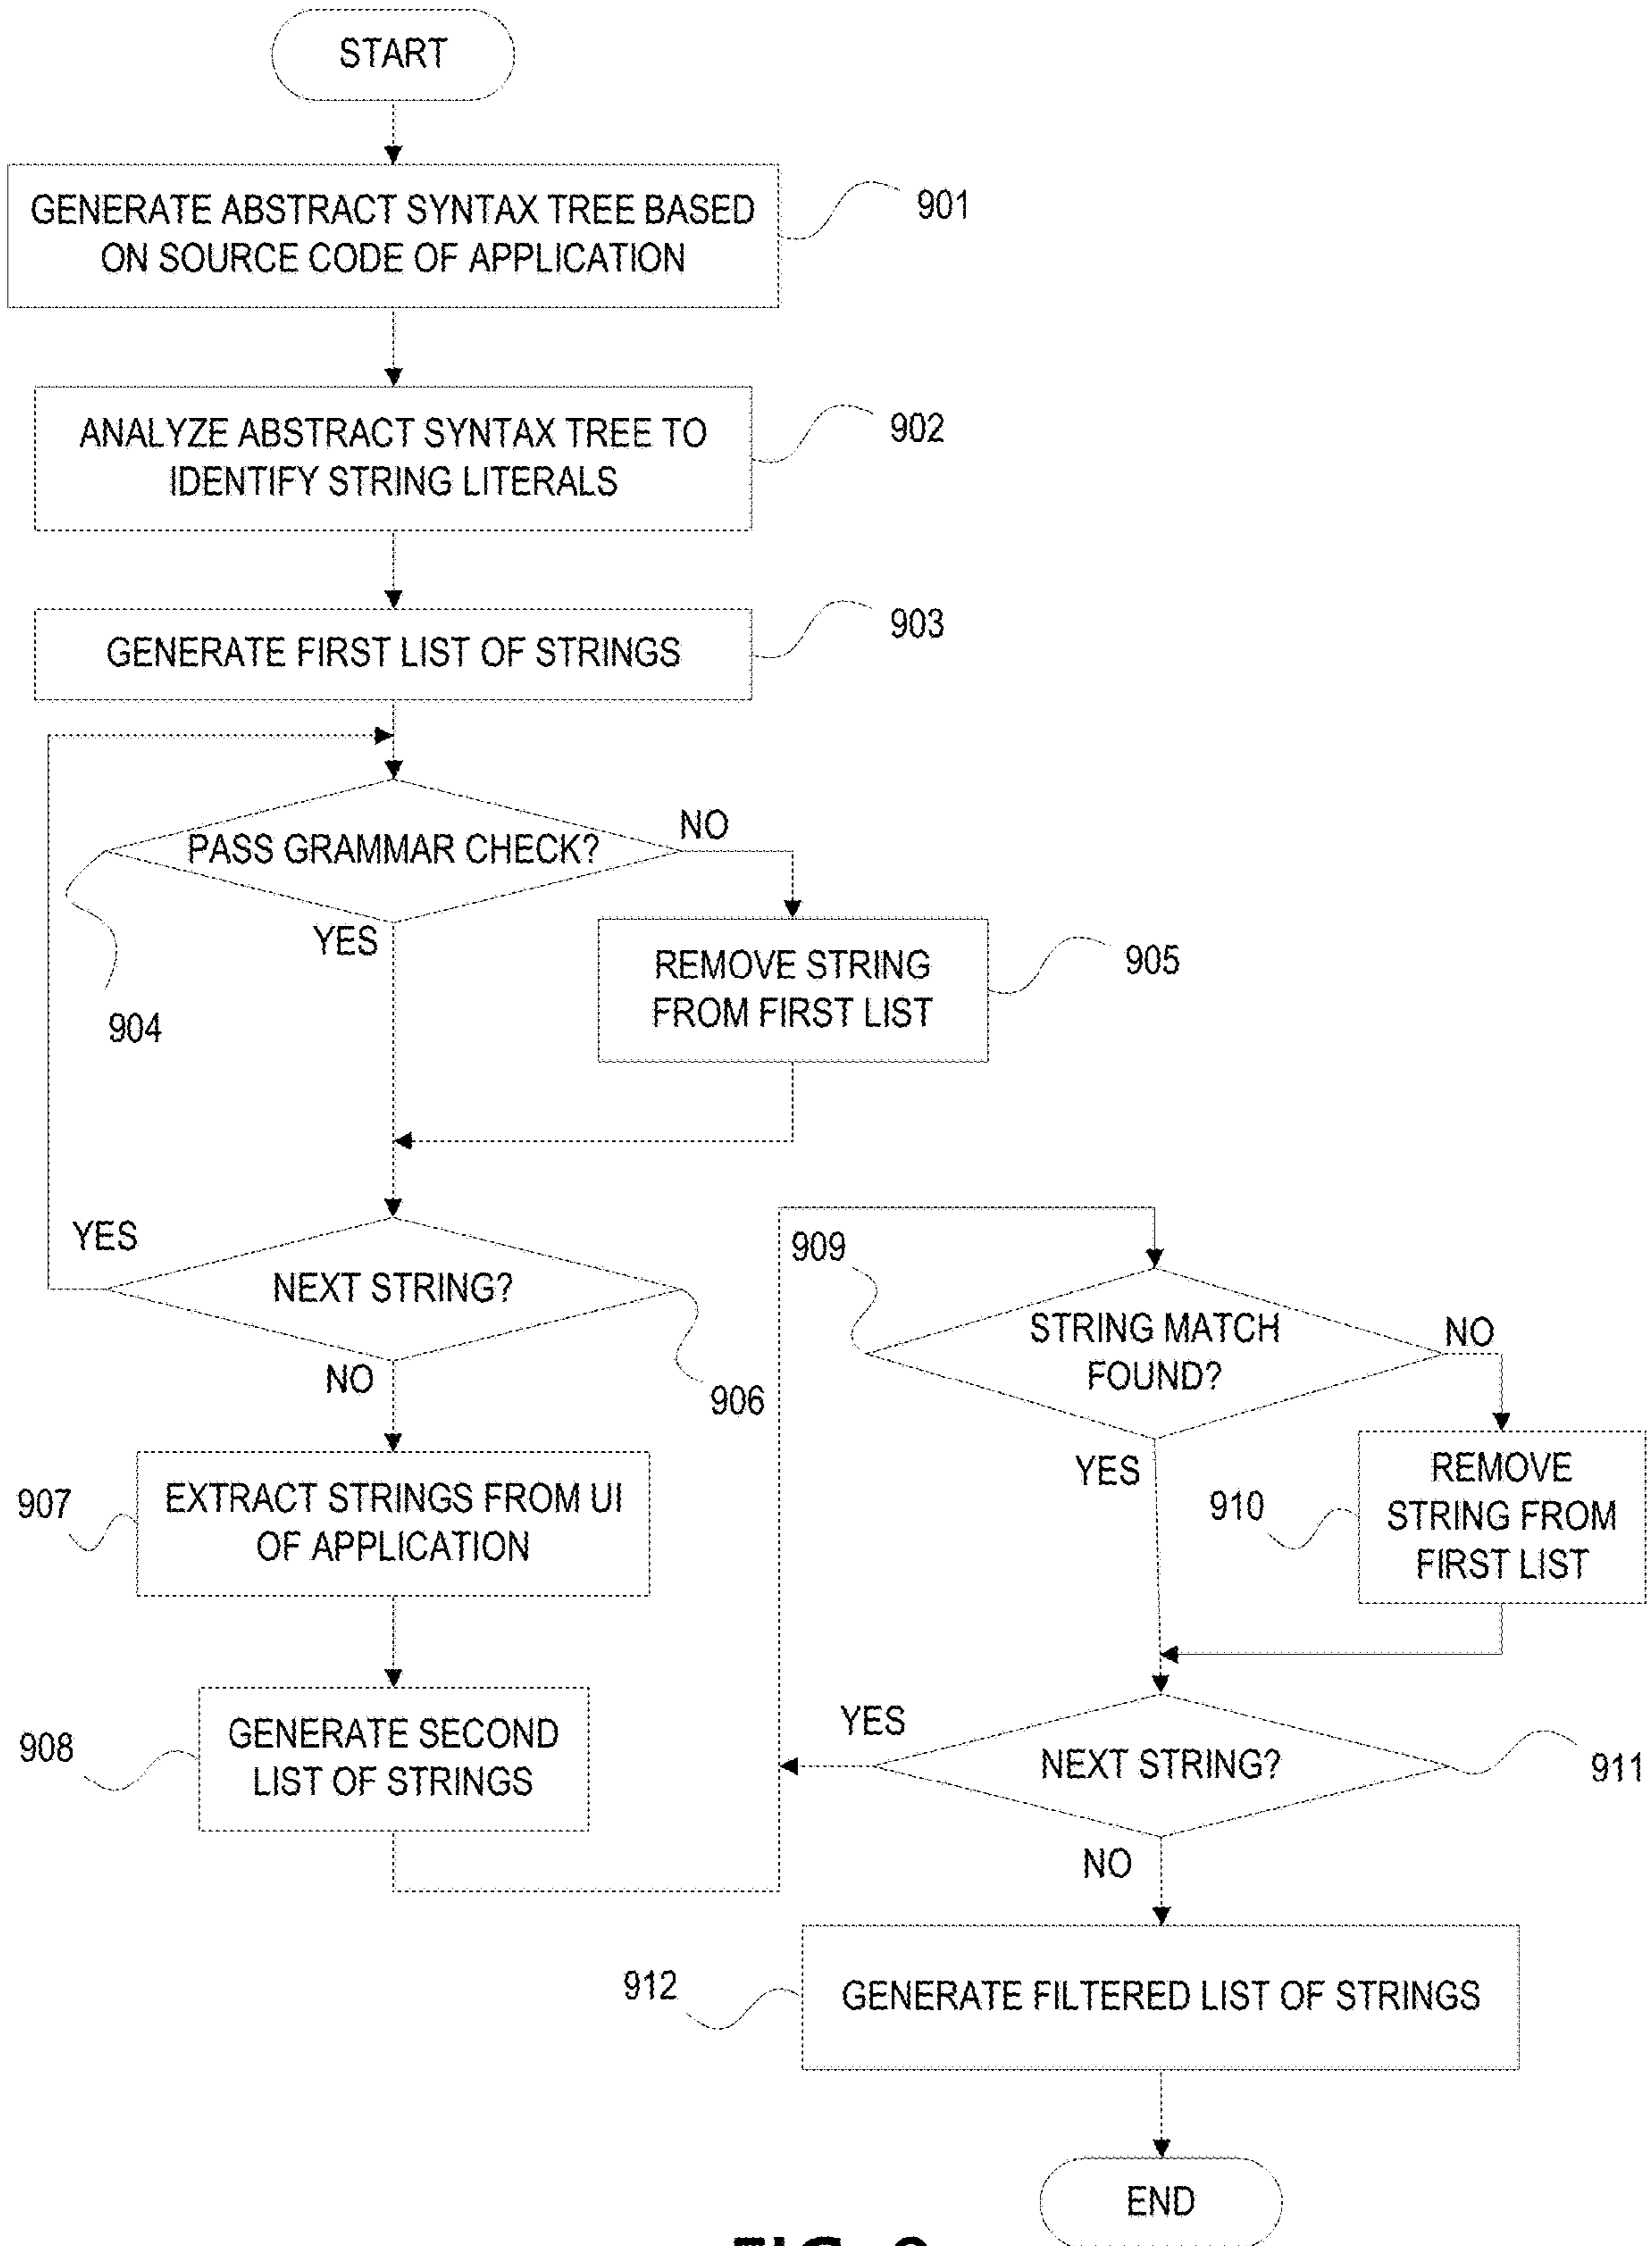 START
GENERATE ABSTRACT SYNTAX TREE BASED
ON SOURCE CODE OF APPLICATION
901
ANALYZE ABSTRACT SYNTAX TREE TO
IDENTIFY STRING LITERALS
902
GENERATE FIRST LIST OF STRINGS
903
PASS GRAMMAR CHECK?
NO
YES
904
REMOVE STRING
FROM FIRST LIST
905
YES
NEXT STRING?
NO
906
907
EXTRACT STRINGS FROM UI
OF APPLICATION
908
GENERATE SECOND
LIST OF STRINGS
909
STRING MATCH
FOUND?
NO
YES
910
REMOVE
STRING FROM
FIRST LIST
YES
NEXT STRING?
911
NO
912
GENERATE FILTERED LIST OF STRINGS
END